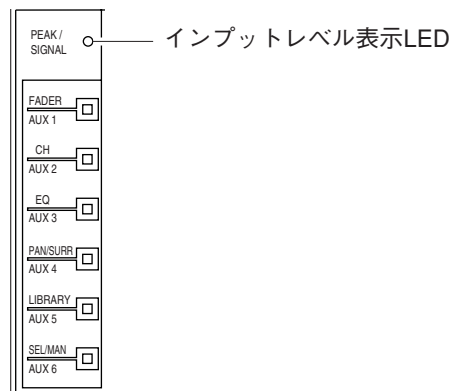 PEAK /
SIGNAL
インプットレベル表示LED
FADER
AUX 1
CH
AUX 2
EQ
AUX 3
PAN/SURR
AUX 4
LIBRARY
AUX 5
SEL/MAN
AUX 6